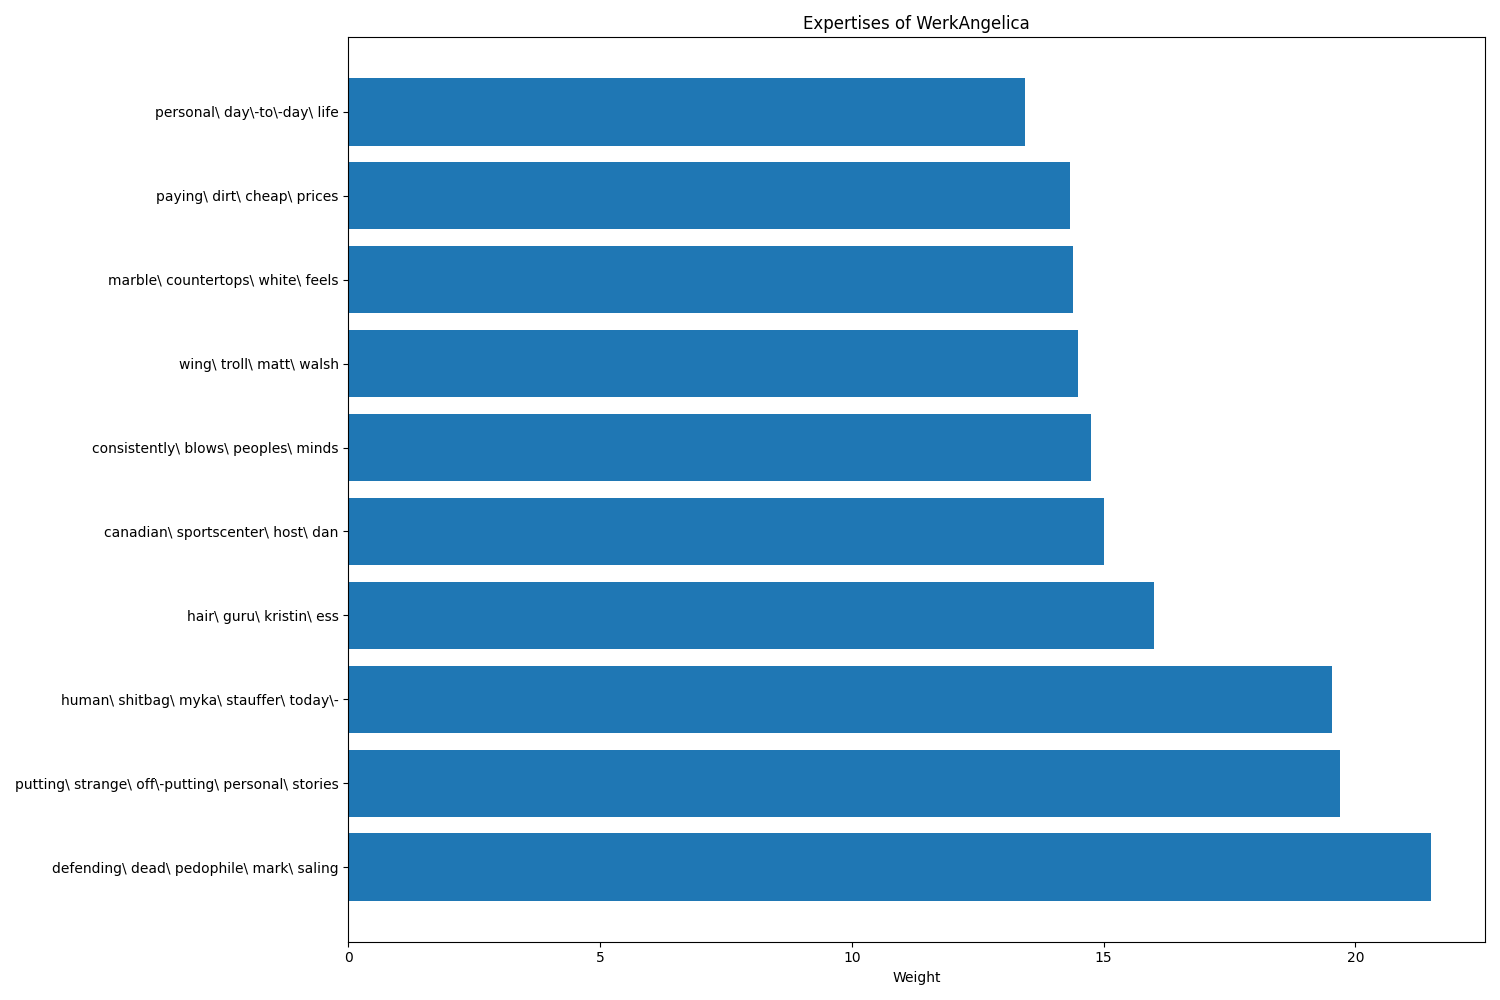 Expertises of WerkAngelica
personal\ day\-to\-day\ life
paying\ dirt\ cheap\ prices
marble\ countertops\ white\ feels
wing\ troll\ matt\ walsh
consistently\ blows\ peoples\ minds
canadian\ sportscenter\ host\ dan
hair\ guru\ kristin\ ess
human\ shitbag\ myka\ stauffer\ today\-
putting\ strange\ off\-putting\ personal\ stories
defending\ dead\ pedophile\ mark\ saling
0 5 10 15 20
Weight